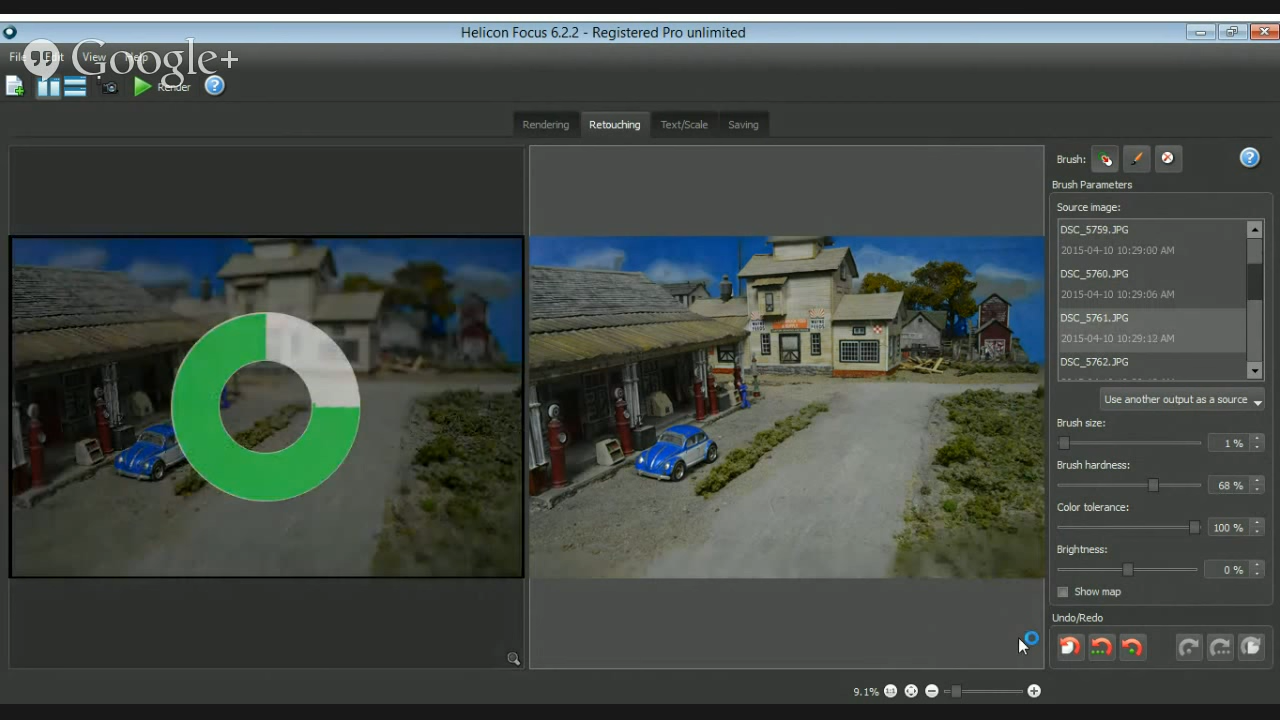 Helicon Focus 6.2.2 - Registered Pro unlimited
File Edit View Help
Google+
Render
Rendering Retouching Text/Scale Saving
Brush:
Brush Parameters
Source image:
DSC_5759.JPG
2015-04-10 10:29:00 AM
DSC_5760.JPG
2015-04-10 10:29:06 AM
DSC_5761.JPG
2015-04-10 10:29:12 AM
DSC_5762.JPG
Use another output as a source
Brush size:
1 %
Brush hardness:
68 %
Color tolerance:
100 %
Brightness:
0 %
Show map
Undo/Redo
9.1%